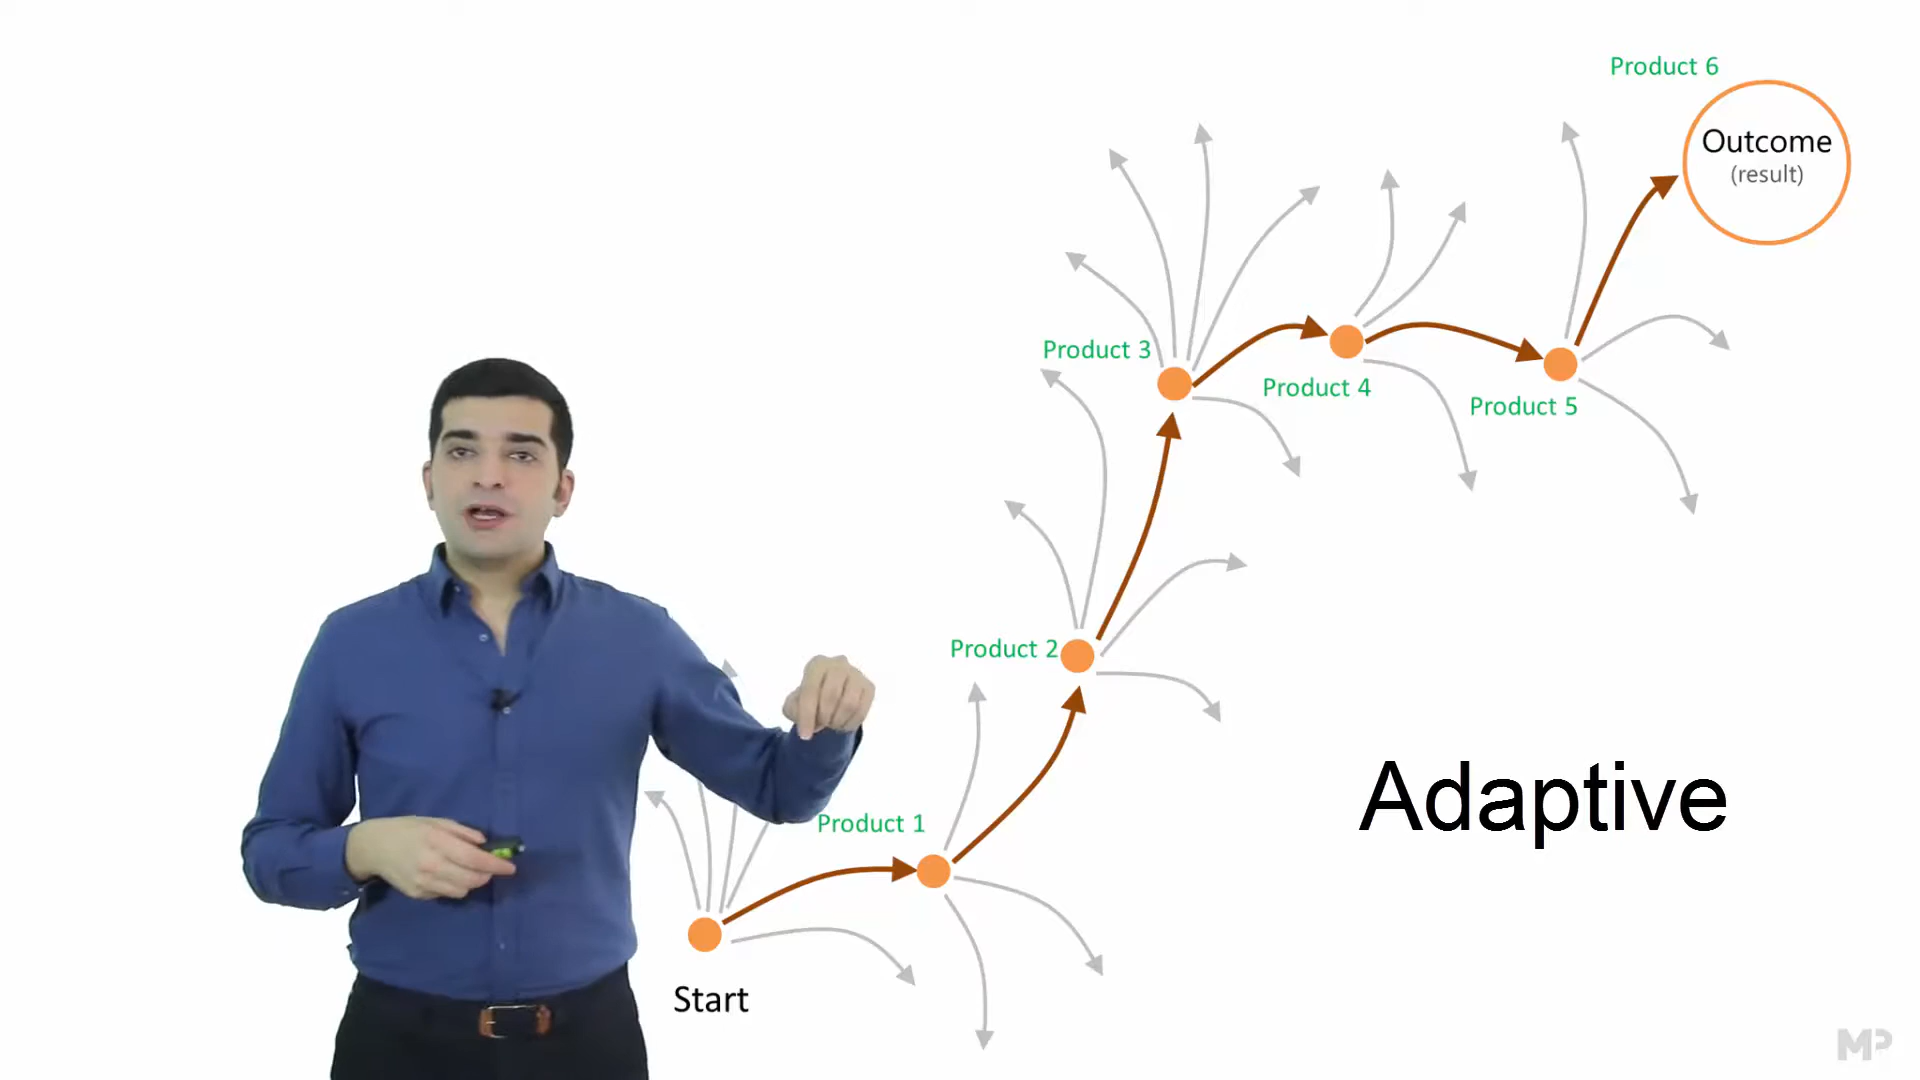 Product 6
Outcome
(result)
Product 3
Product 4
Product 5
Product 2
Adaptive
Product 1
Start
MP